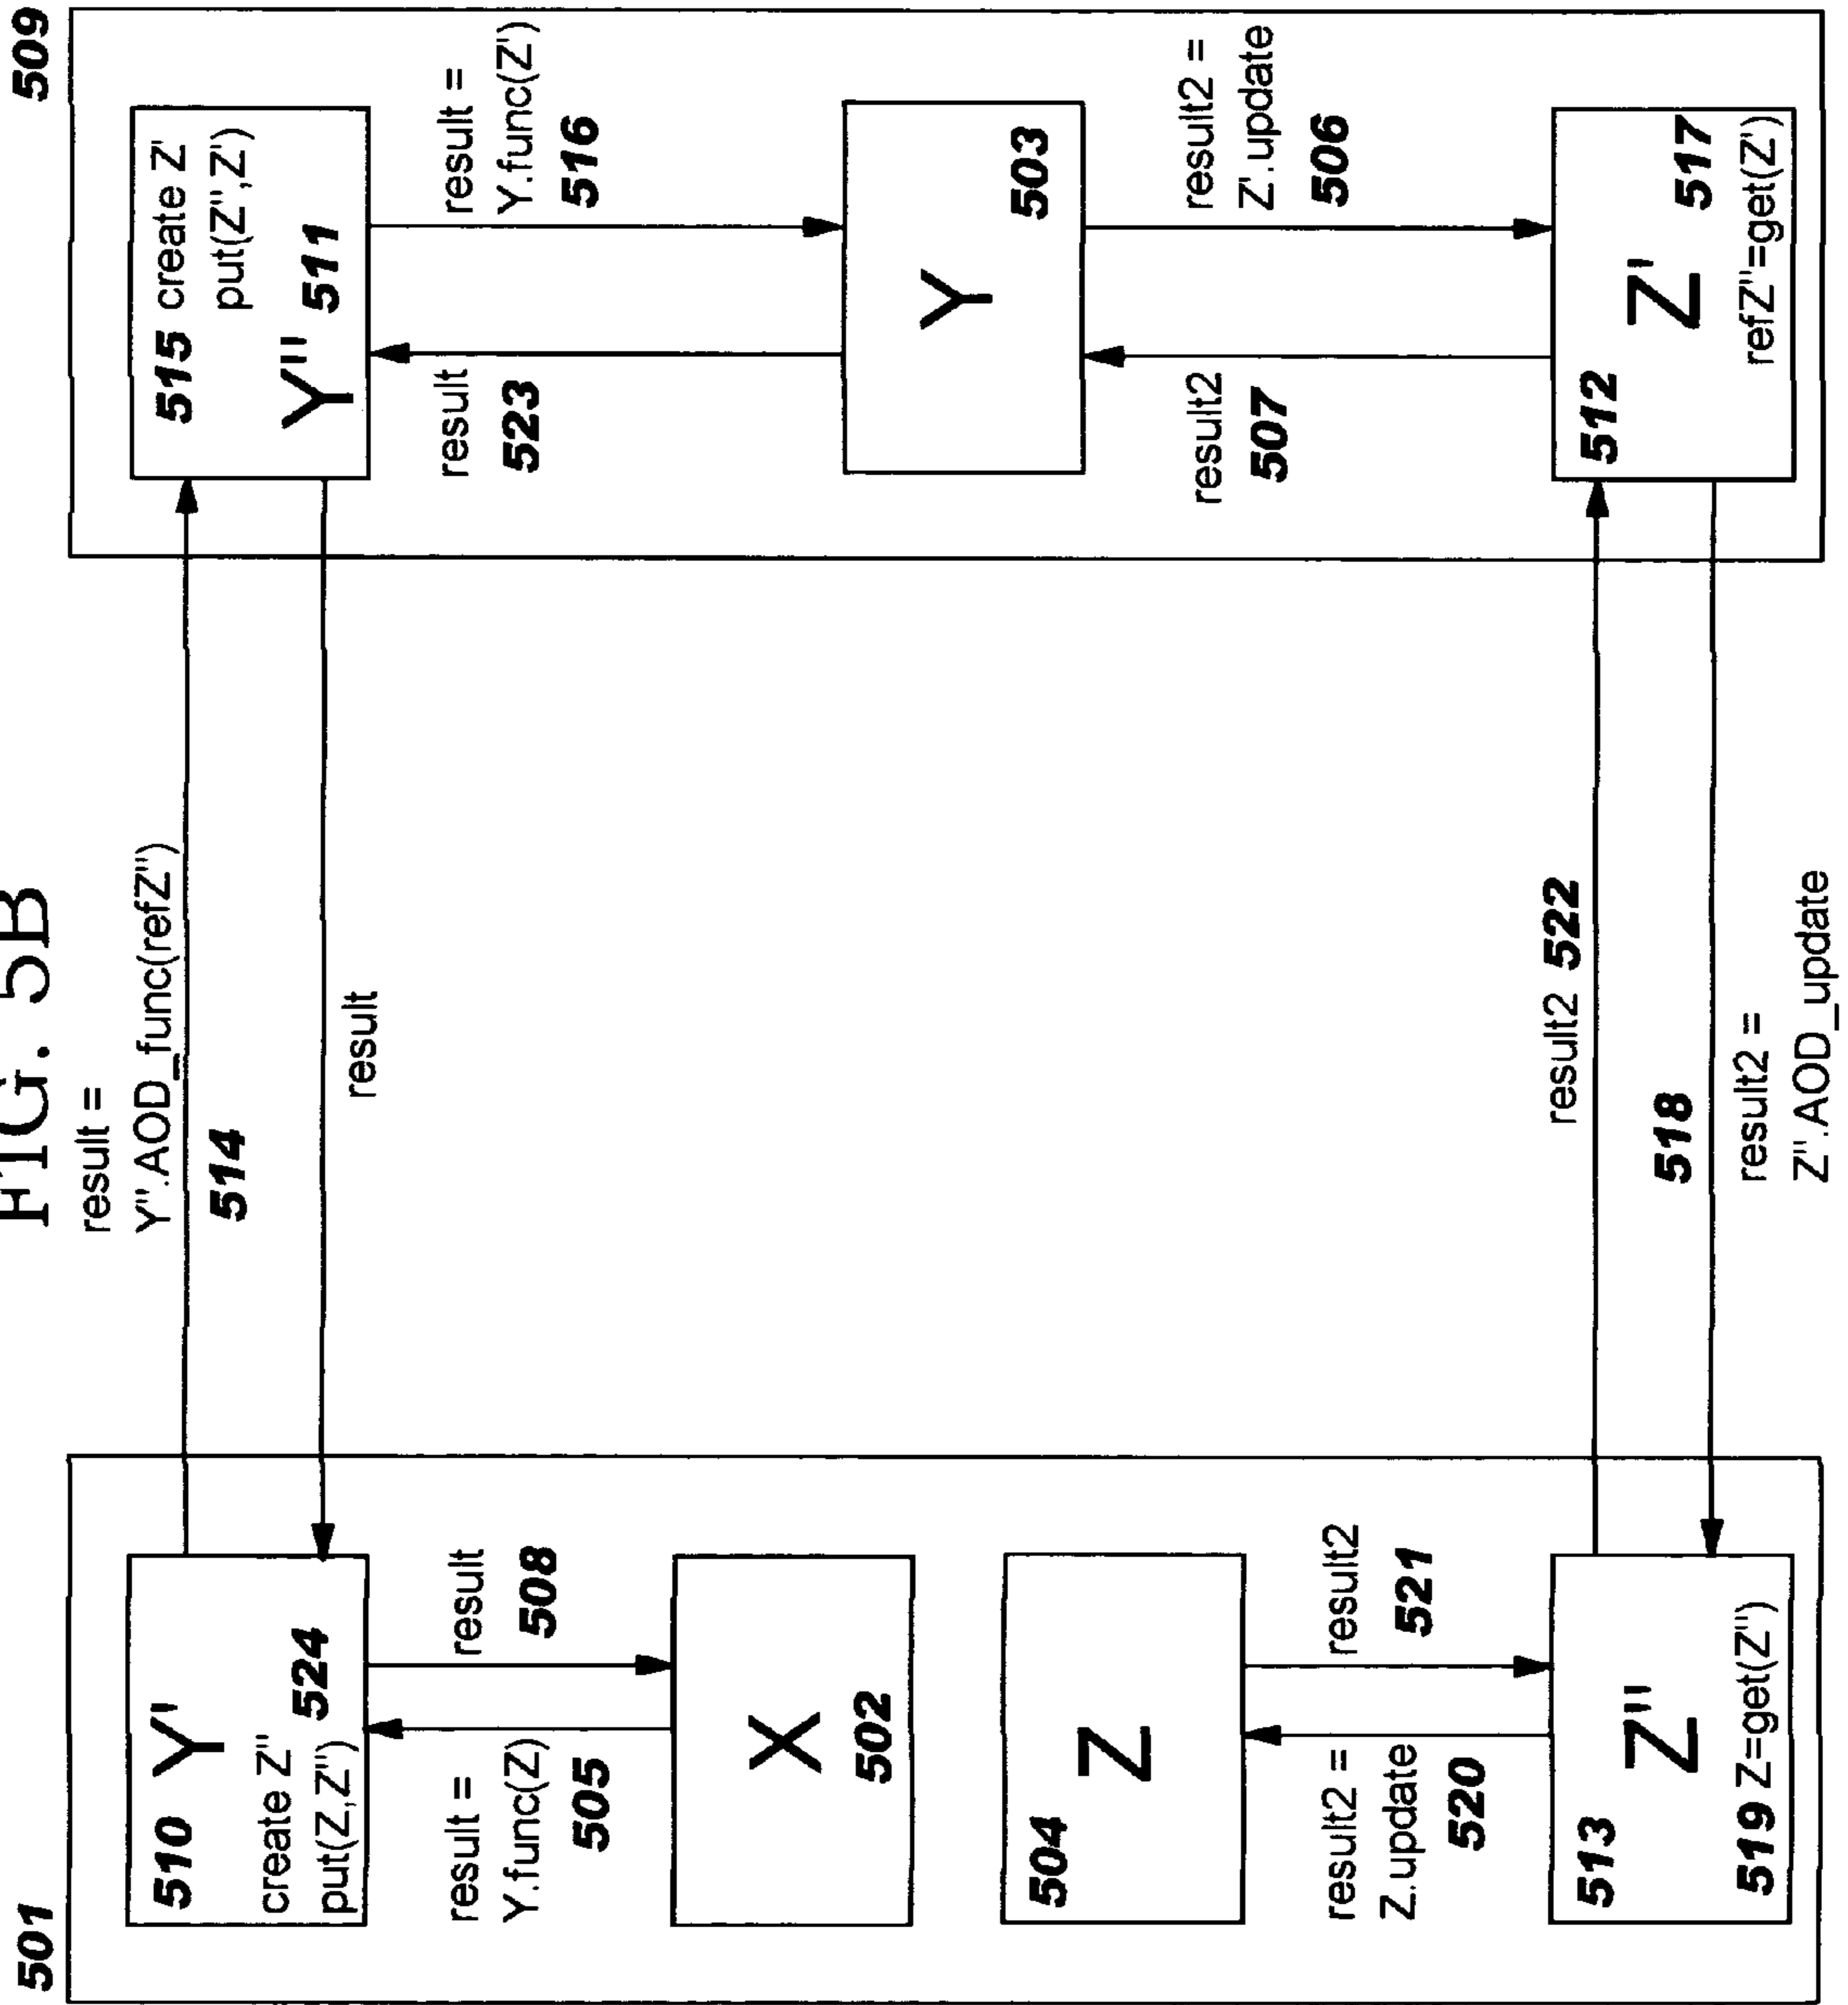 FIG. 5B
501
509
510 Y'
create Z"
524
put(Z,Z")
result =
Y".AOD_func(refZ")
514
result
515 create Z'
put(Z",Z')
Y" 511
result =
Y.func(Z)
505
result
508
result
523
result =
Y.func(Z')
516
X
502
Y
503
504
Z
result2 =
Z.update
520
result2
521
result2
507
result2 =
Z'.update
506
513
Z"
519 Z=get(Z")
result2 522
518
result2 =
Z".AOD_update
512
Z'
517
refZ"=get(Z')